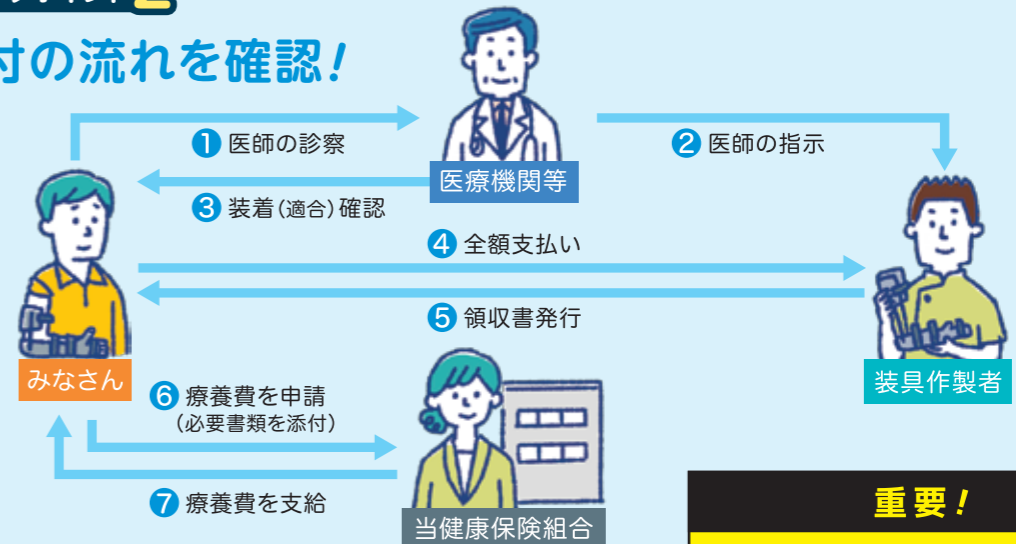 付の流れを確認！
❶ 医師の診察
❷ 医師の指示
医療機関等
❸ 装着（適合）確認
❹ 全額支払い
❺ 領収書発行
みなさん
装具作製者
❻ 療養費を申請
（必要書類を添付）
❼ 療養費を支給
当健康保険組合
重要！